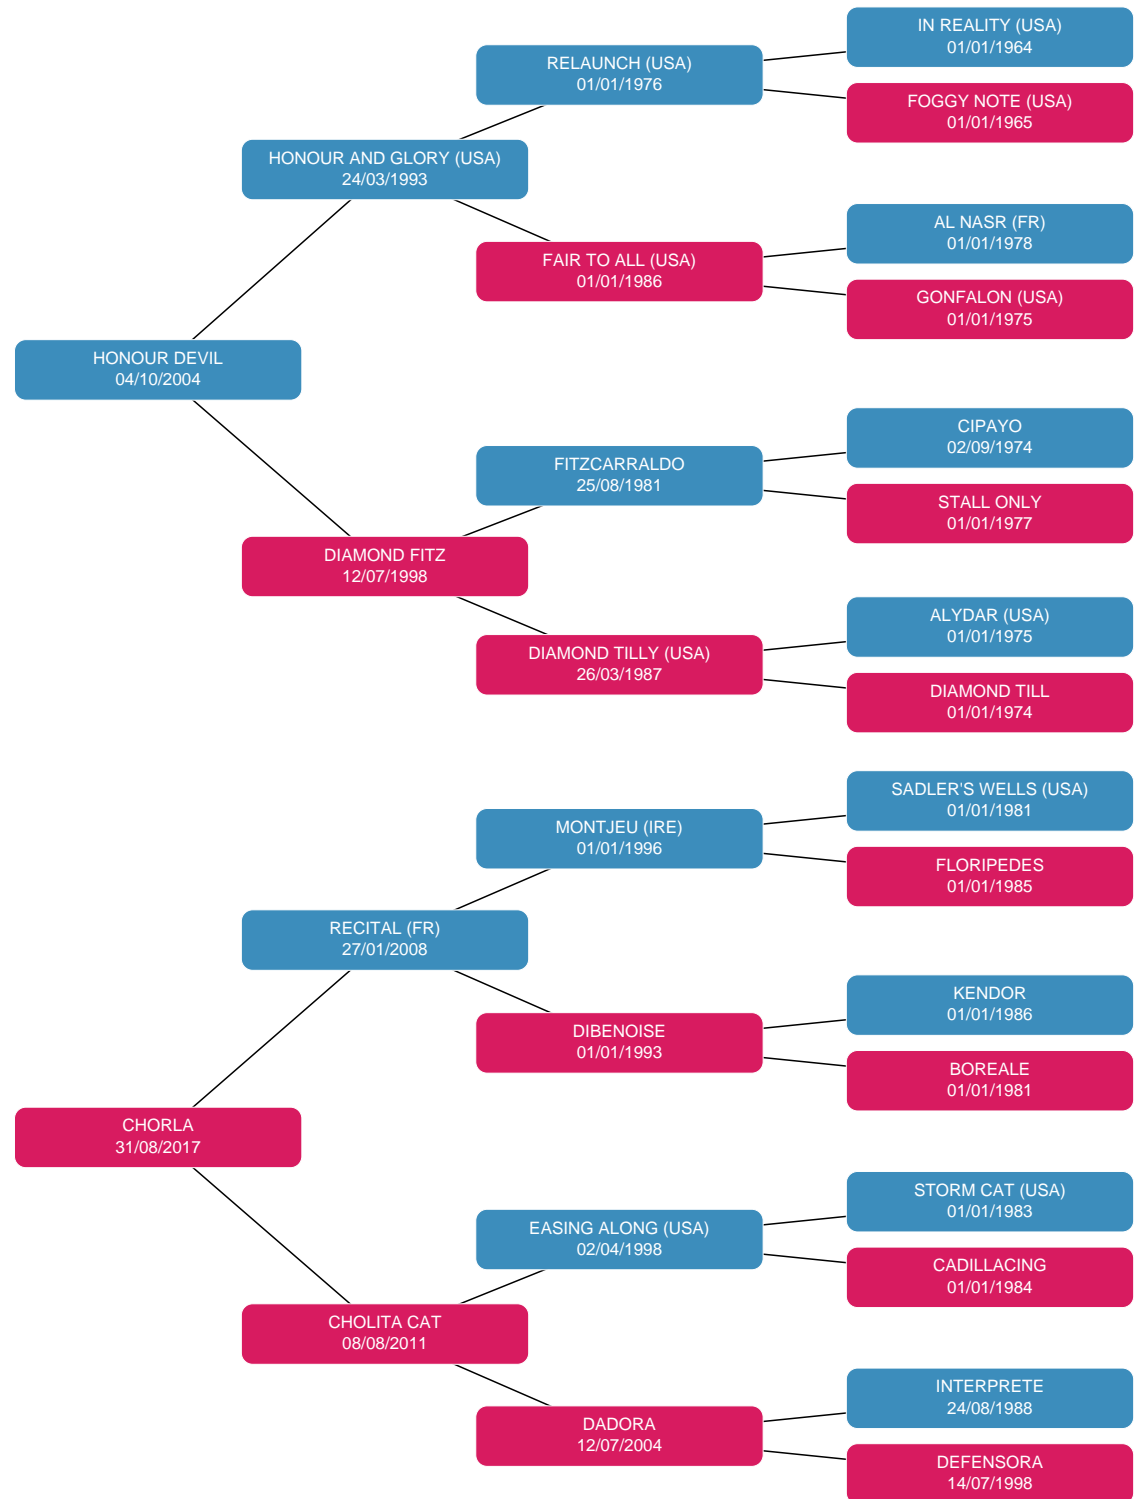 IN REALITY (USA)
01/01/1964
RELAUNCH (USA)
01/01/1976
FOGGY NOTE (USA)
01/01/1965
HONOUR AND GLORY (USA)
24/03/1993
AL NASR (FR)
01/01/1978
FAIR TO ALL (USA)
01/01/1986
GONFALON (USA)
01/01/1975
HONOUR DEVIL
04/10/2004
CIPAYO
02/09/1974
FITZCARRALDO
25/08/1981
STALL ONLY
01/01/1977
DIAMOND FITZ
12/07/1998
ALYDAR (USA)
01/01/1975
DIAMOND TILLY (USA)
26/03/1987
DIAMOND TILL
01/01/1974
SADLER'S WELLS (USA)
01/01/1981
MONTJEU (IRE)
01/01/1996
FLORIPEDES
01/01/1985
RECITAL (FR)
27/01/2008
KENDOR
01/01/1986
DIBENOISE
01/01/1993
BOREALE
01/01/1981
CHORLA
31/08/2017
STORM CAT (USA)
01/01/1983
EASING ALONG (USA)
02/04/1998
CADILLACING
01/01/1984
CHOLITA CAT
08/08/2011
INTERPRETE
24/08/1988
DADORA
12/07/2004
DEFENSORA
14/07/1998